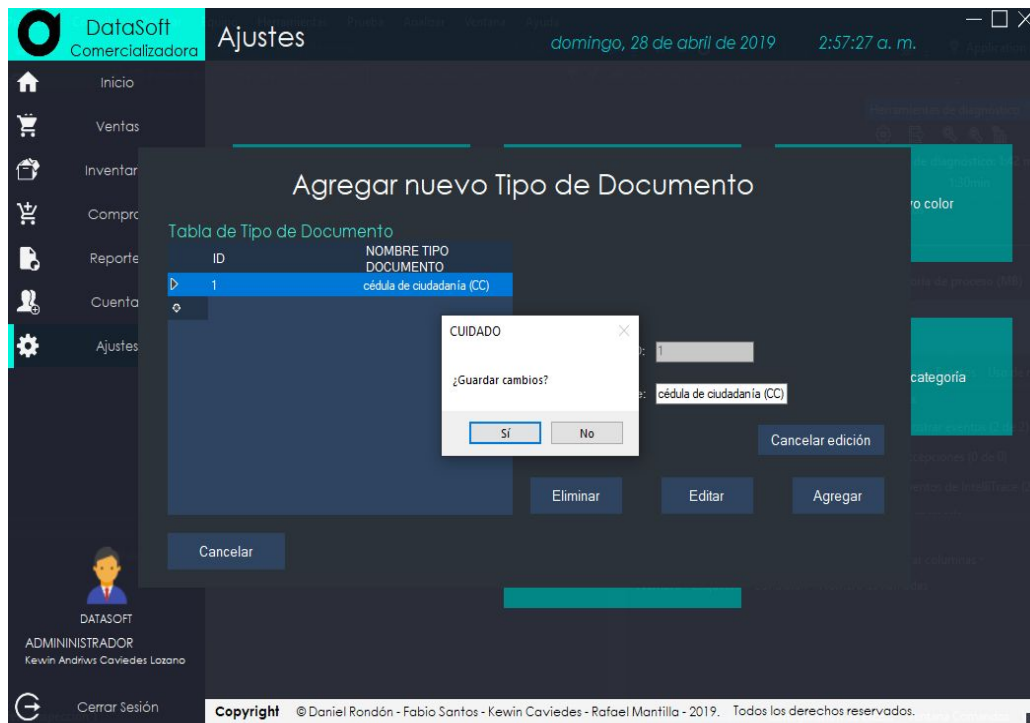 DataSoft
Comercializadora
Ajustes
domingo, 28 de abril de 2019
2:57:27 a. m.
Inicio
Ventas
Inventar
Compra
Reporte
Cuenta
Ajustes
Agregar nuevo Tipo de Documento
Tabla de Tipo de Documento
ID
NOMBRE TIPO
DOCUMENTO
1
cédula de ciudadanía (CC)
CUIDADO
¿Guardar cambios?
Sí
No
1
cédula de ciudadanía (CC)
Cancelar edición
Eliminar
Editar
Agregar
Cancelar
vo color
categoría
DATASOFT
ADMININISTRADOR
Kewin Andriws Caviedes Lozano
Cerrar Sesión
Copyright © Daniel Rondón - Fabio Santos - Kewin Caviedes - Rafael Mantilla - 2019. Todos los derechos reservados.